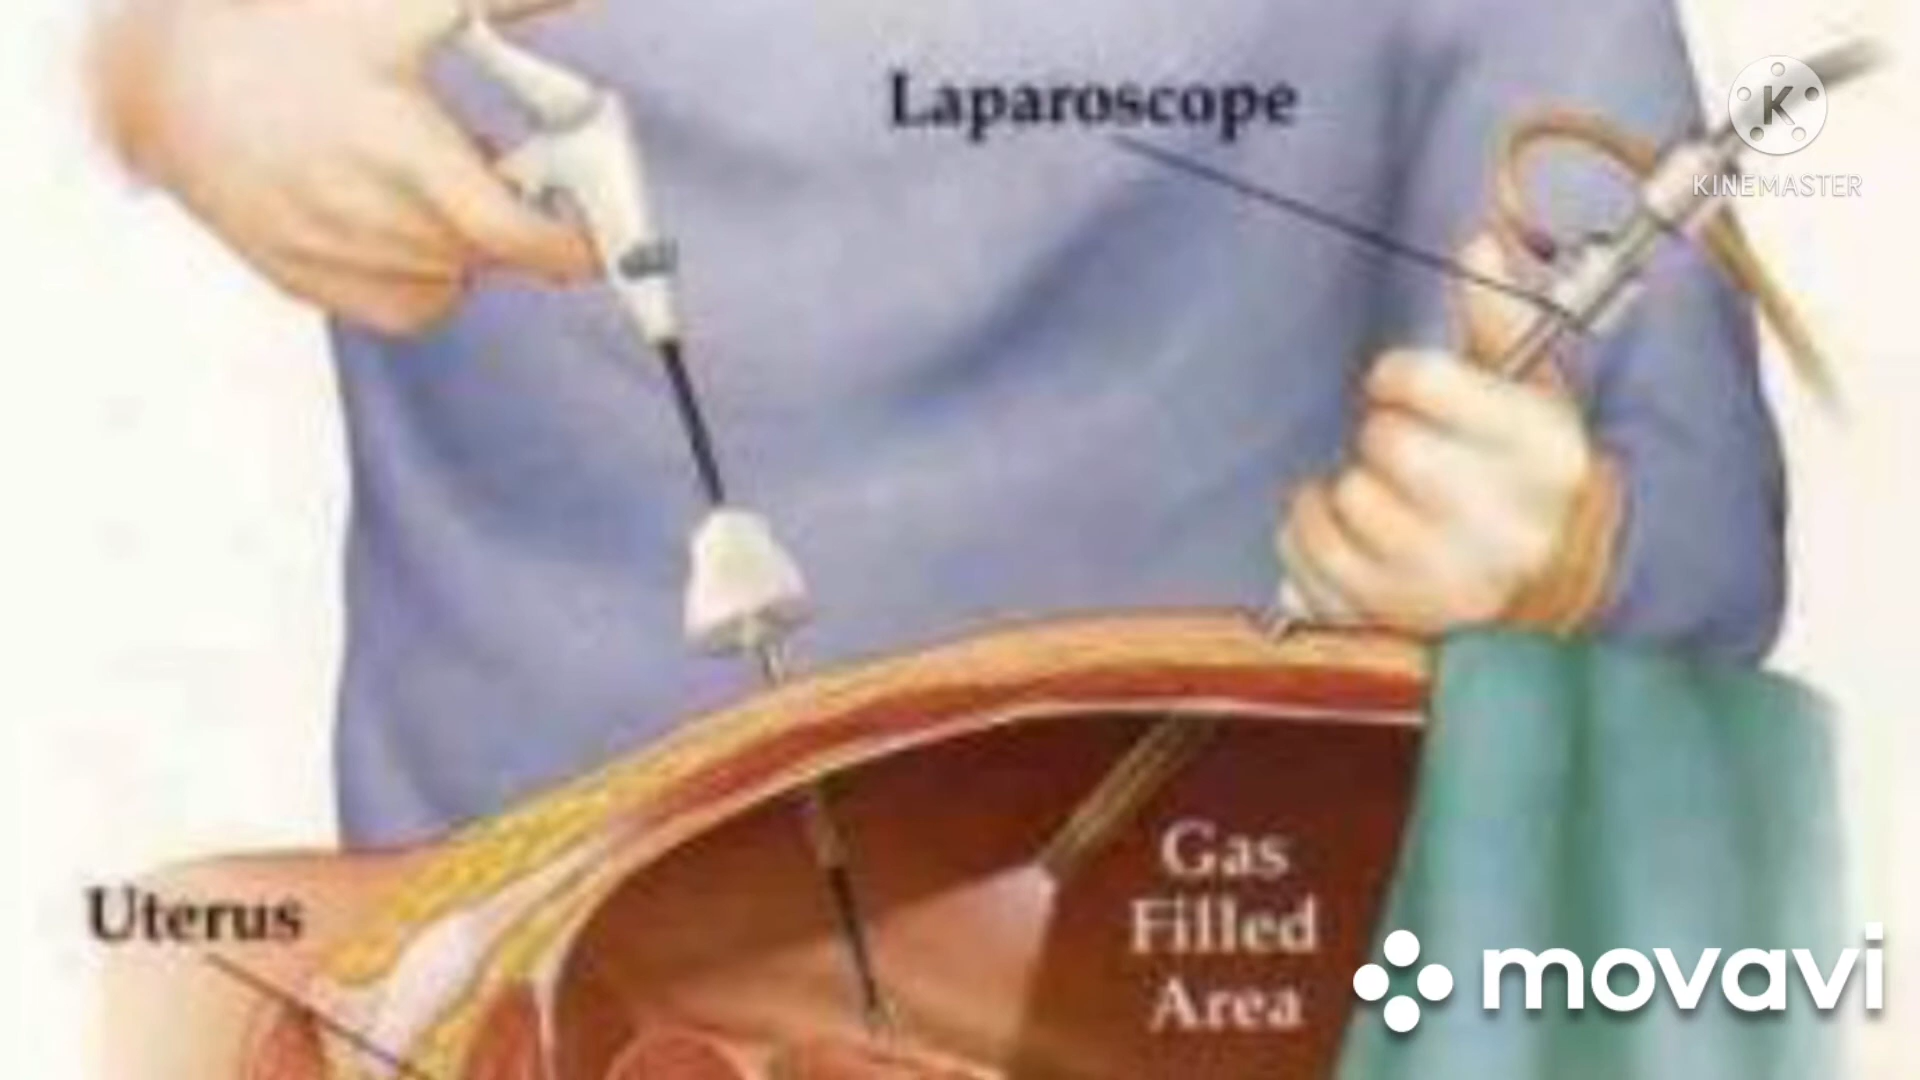 Laparoscope
K
KINEMASTER
Uterus
Gas
Filled
Area
movavi